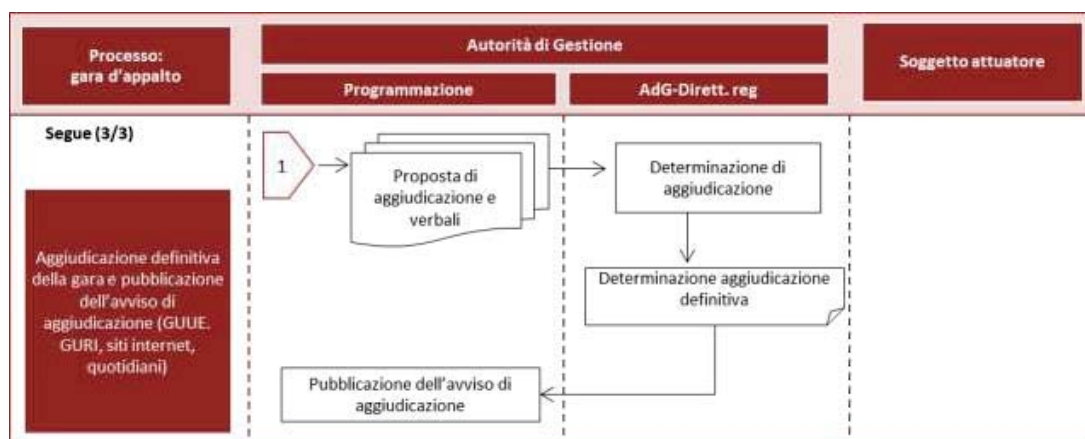 Processo:
gara d'appalto
Autorità di Gestione
Programmazione
AdG-Dirett. reg
Soggetto attuatore
Segue (3/3)
1
Proposta di
aggiudicazione e
verbali
Determinazione di
aggiudicazione
Aggiudicazione definitiva
della gara e pubblicazione
dell'avviso di
aggiudicazione (GUUE.
GURI, siti internet,
quotidiani)
Determinazione aggiudicazione
definitiva
Pubblicazione dell'avviso di
aggiudicazione